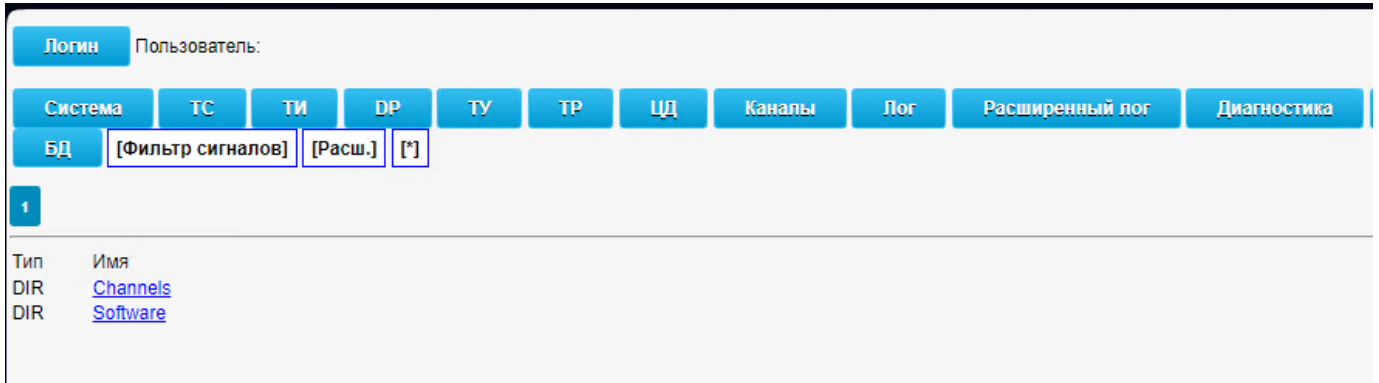 Логин Пользователь:
Система ТС ТИ DP ТУ ТР ЦД Каналы Лог Расширенный лог Диагностика
БД [Фильтр сигналов] [Расш.] [*]
1
Тип Имя
DIR Channels
DIR Software